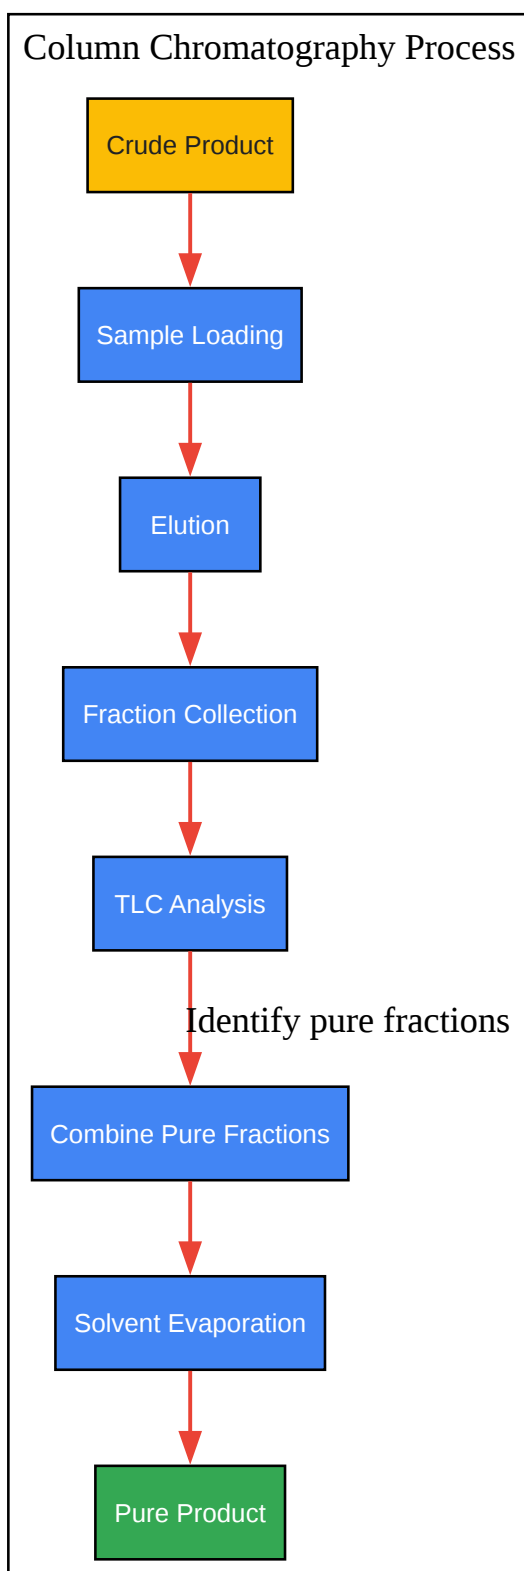 Column Chromatography Process
Crude Product
Sample Loading
Elution
Fraction Collection
TLC Analysis
Identify pure fractions
Combine Pure Fractions
Solvent Evaporation
Pure Product